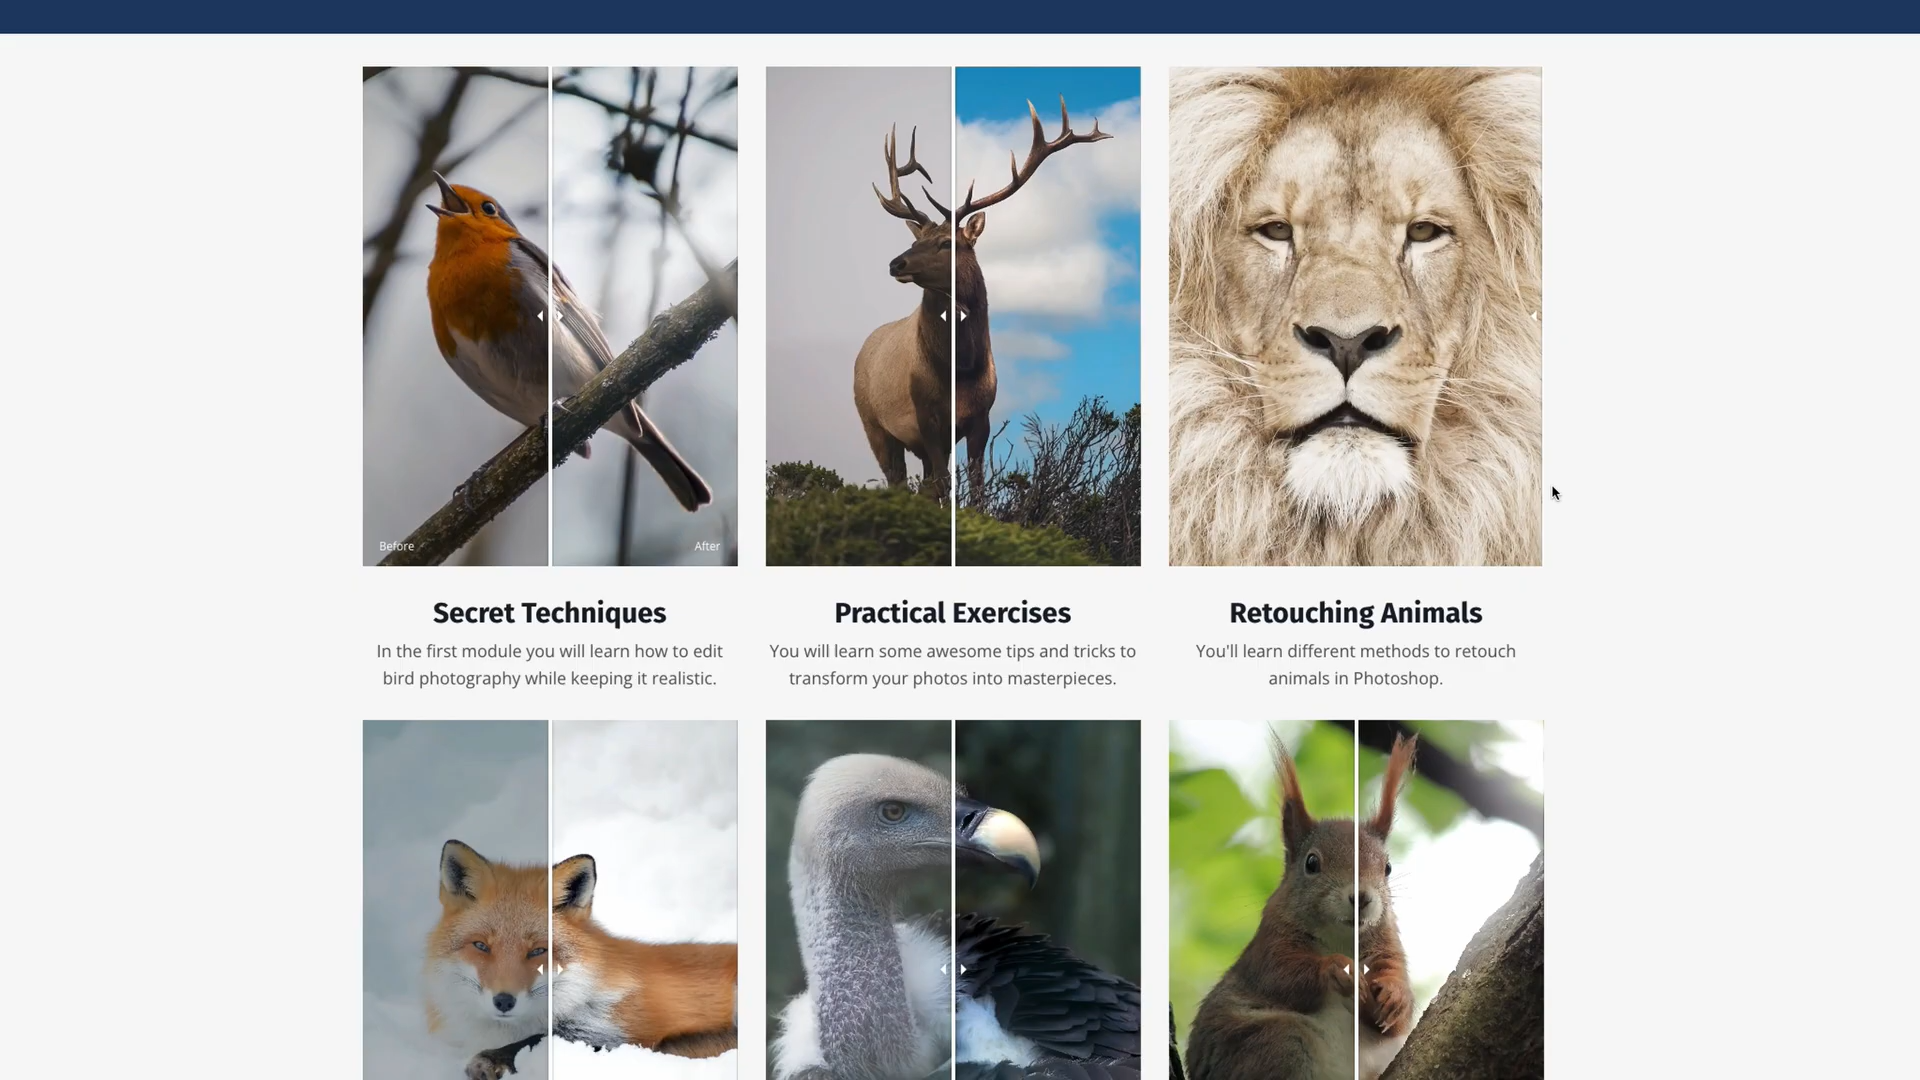 Before
After
Secret Techniques
In the first module you will learn how to edit
bird photography while keeping it realistic.
Practical Exercises
You will learn some awesome tips and tricks to
transform your photos into masterpieces.
Retouching Animals
You'll learn different methods to retouch
animals in Photoshop.